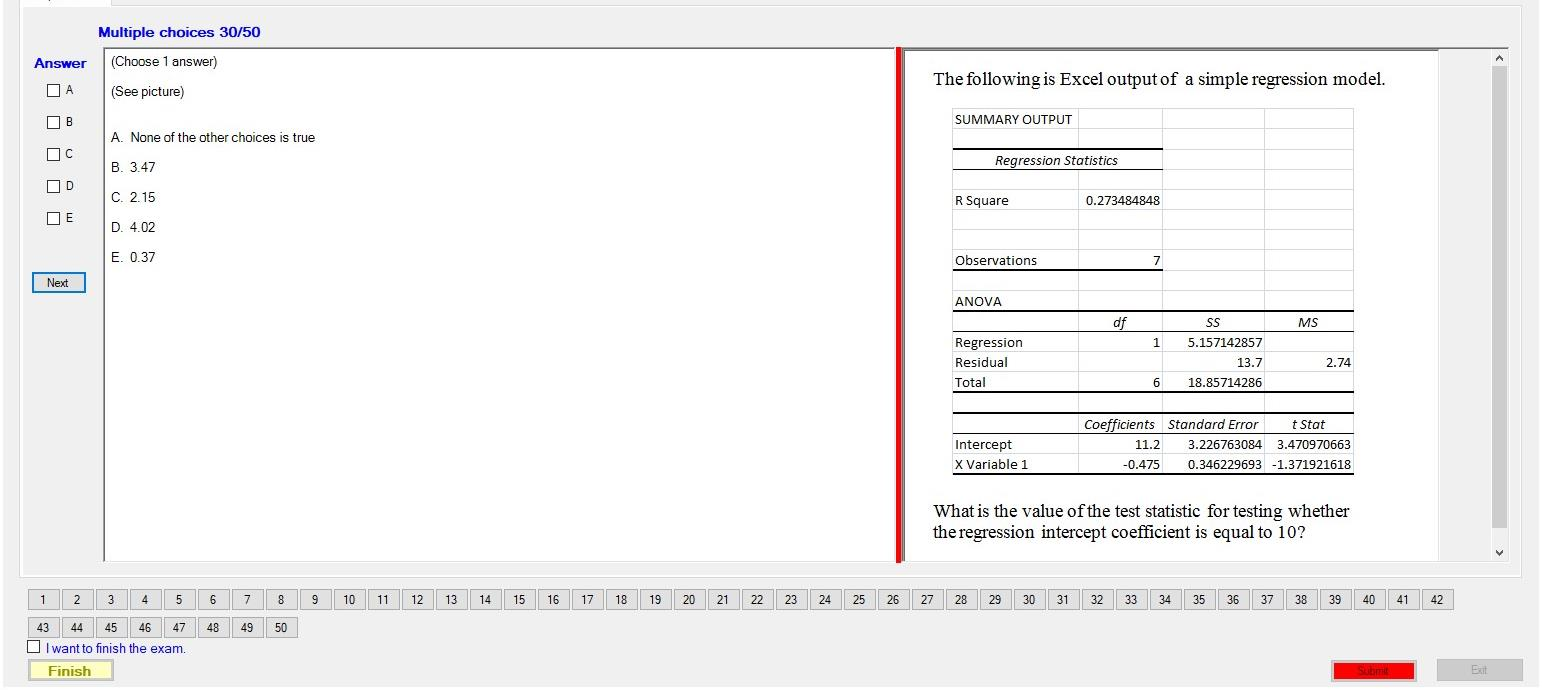 Multiple choices 30/50
Answer
A
B
C
D
E
Next
(Choose 1 answer)
(See picture)
A. None of the other choices is true
B. 3.47
C. 2.15
D. 4.02
E. 0.37
The following is Excel output of a simple regression model.
SUMMARY OUTPUT
Regression Statistics
R Square 0.273484848
Observations 7
ANOVA
df SS MS
Regression 1 5.157142857
Residual 13.7 2.74
Total 6 18.85714286
Coefficients Standard Error t Stat
Intercept 11.2 3.226763084 3.470970663
X Variable 1 -0.475 0.346229693 -1.371921618
What is the value of the test statistic for testing whether
the regression intercept coefficient is equal to 10?
1 2 3 4 5 6 7 8 9 10 11 12 13 14 15 16 17 18 19 20 21 22 23 24 25 26 27 28 29 30 31 32 33 34 35 36 37 38 39 40 41 42
43 44 45 46 47 48 49 50
I want to finish the exam.
Finish
Submit
Exit